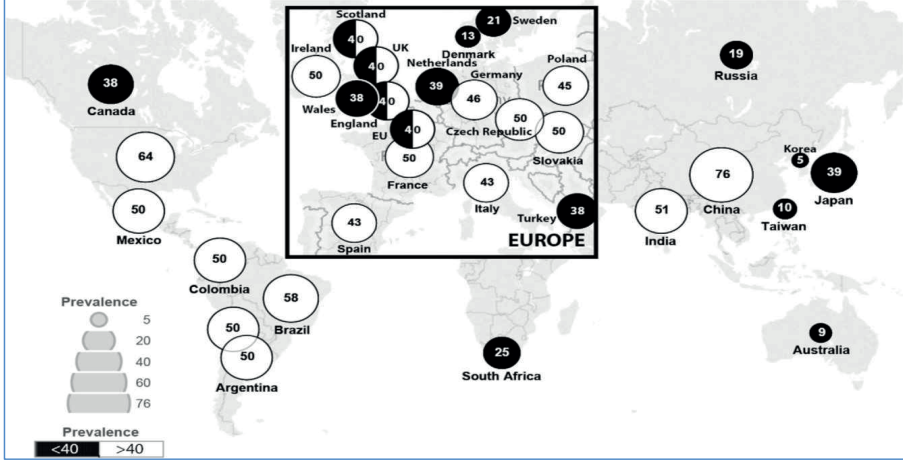 Scotland
40
UK
40
Ireland
50
Wales
38
England
40
EU
40
Netherlands
39
Denmark
13
21 Sweden
Germany
46
Poland
45
Czech Republic
50
Slovakia
50
France
50
Italy
43
Spain
43
Turkey 38
EUROPE
38
Canada
64
50
Mexico
50
Colombia
58
Brazil
50
50
Argentina
25
South Africa
19
Russia
Korea
5
39
Japan
76
China
10
Taiwan
51
India
9
Australia
Prevalence
5
20
40
60
76
Prevalence
<40 >40